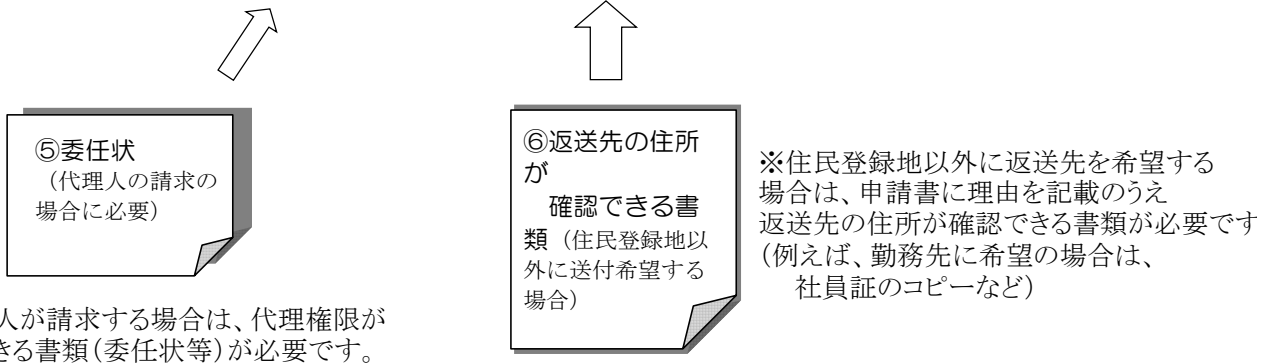 ⑤委任状
(代理人の請求の
場合に必要)
人が請求する場合は、代理権限が
きる書類(委任状等)が必要です。
⑥返送先の住所
が
確認できる書
類(住民登録地以
外に送付希望する
場合)
※住民登録地以外に返送先を希望する
場合は、申請書に理由を記載のうえ
返送先の住所が確認できる書類が必要です
(例えば、勤務先に希望の場合は、
社員証のコピーなど)